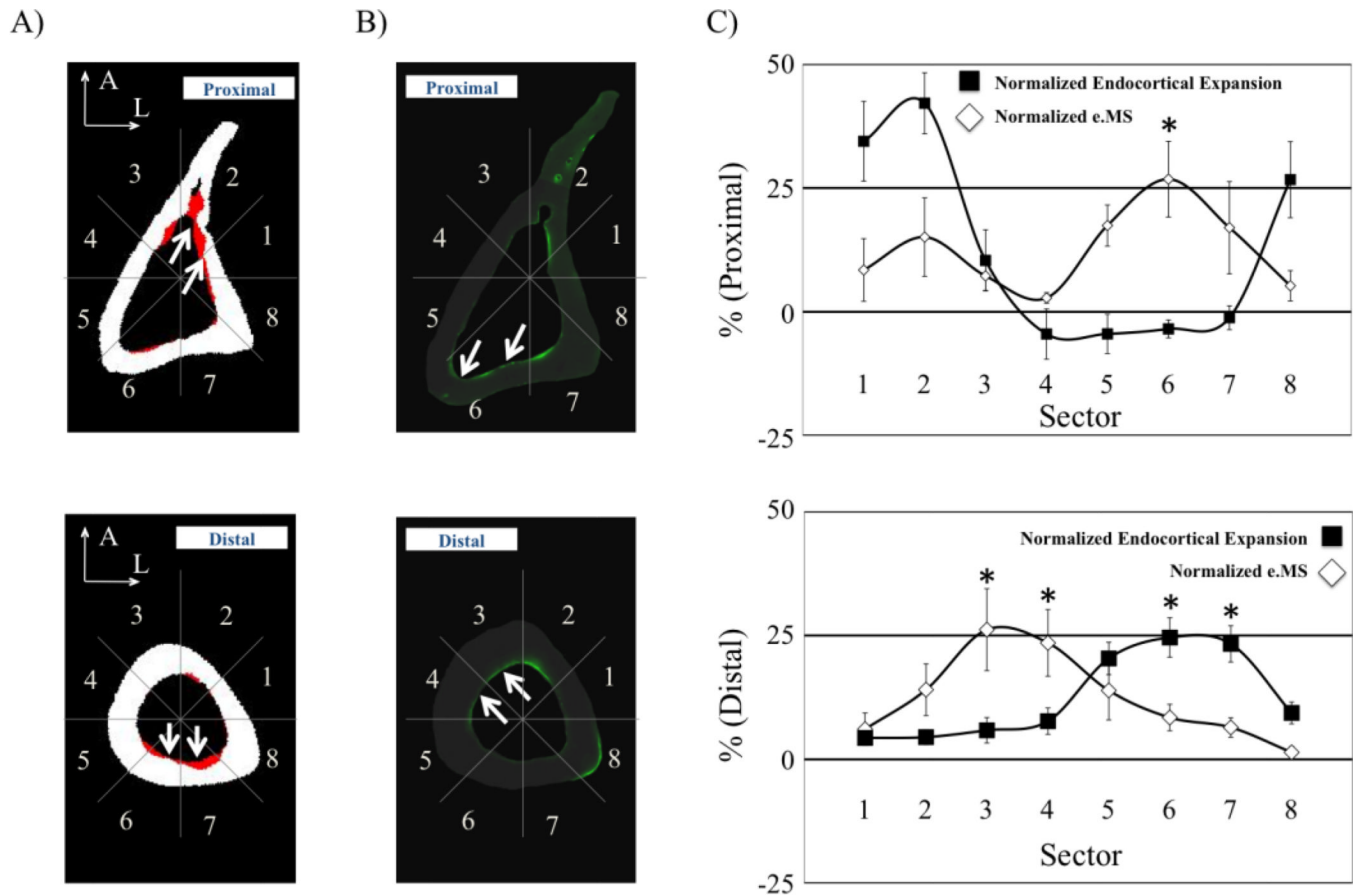 A)
B)
C)
A
L
Proximal
3
2
4
1
5
8
6
7
Proximal
3
2
4
1
5
8
6
7
50
25
0
-25
% (Proximal)
Normalized Endocortical Expansion
Normalized e.MS
*
1 2 3 4 5 6 7 8
Sector
A
L
Distal
3
2
4
1
5
8
6
7
Distal
3
2
4
1
5
8
6
7
50
25
0
-25
% (Distal)
Normalized Endocortical Expansion
Normalized e.MS
* * * *
1 2 3 4 5 6 7 8
Sector